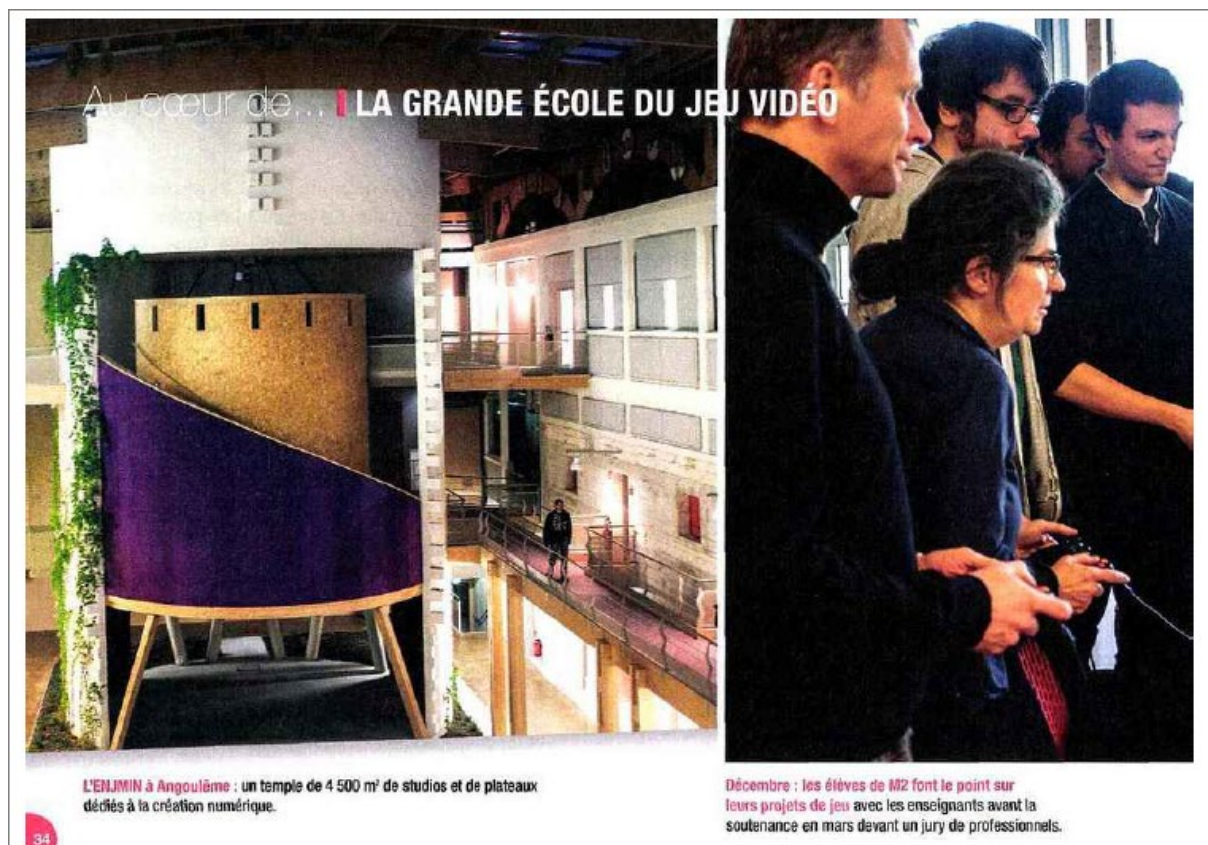 Au cœur de... LA GRANDE ÉCOLE DU JEU VIDÉO
L'ENJMIN à Angoulême : un temple de 4 500 m² de studios et de plateaux
dédiés à la création numérique.
Décembre : les élèves de M2 font le point sur
leurs projets de jeu avec les enseignants avant la
soutenance en mars devant un jury de professionnels.
34